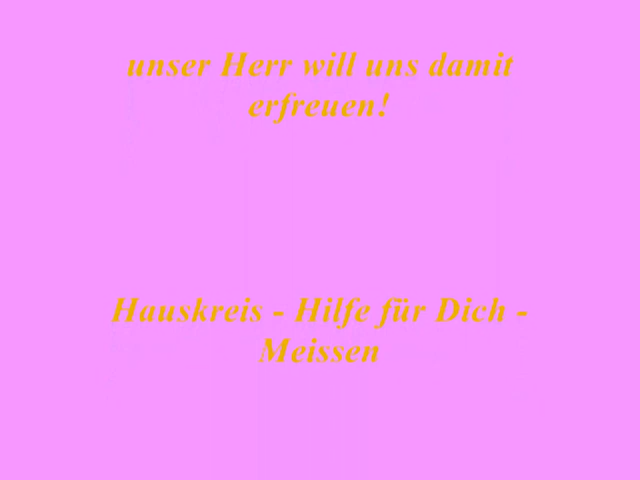 unser Herr will uns damit
erfreuen!
Hauskreis - Hilfe für Dich -
Meissen